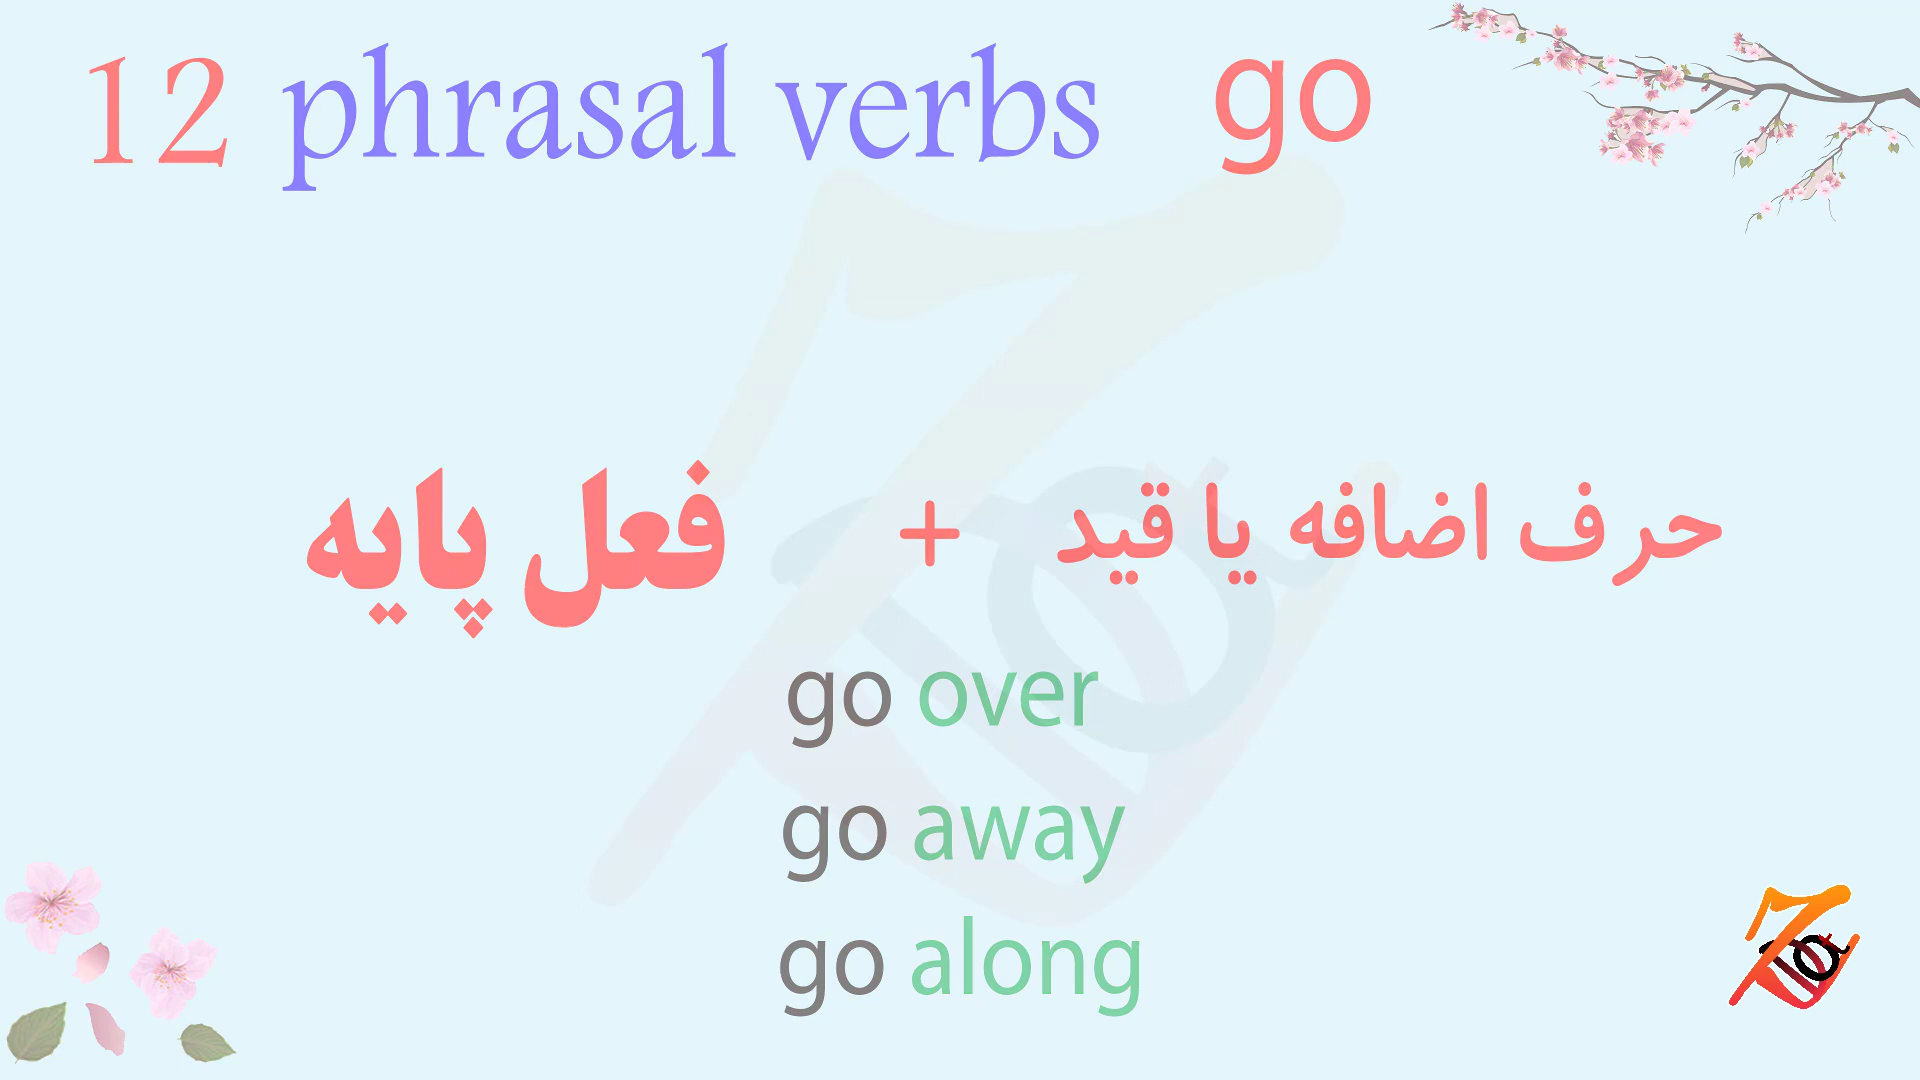 12 phrasal verbs go
فعل پایه + حرف اضافه یا قید
go over
go away
go along